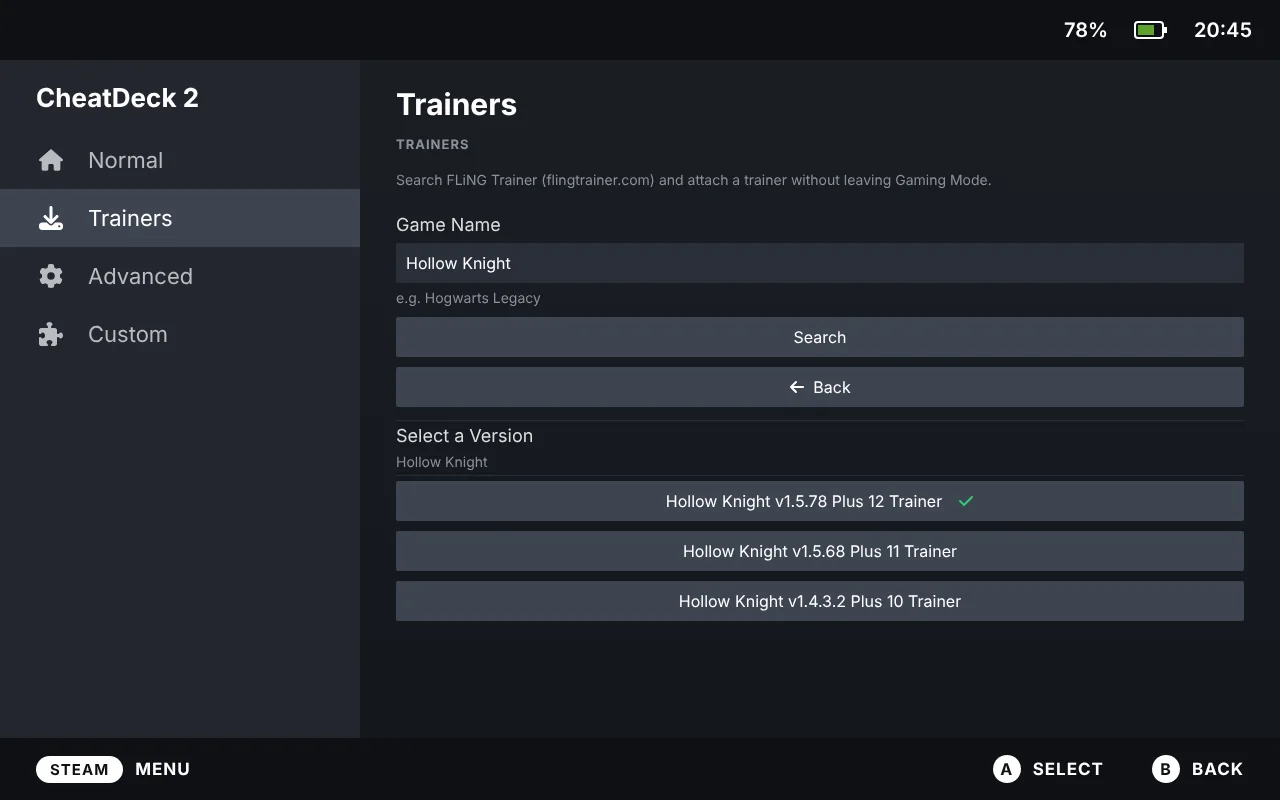 78% 20:45
CheatDeck 2
Normal
Trainers
Advanced
Custom
Trainers
TRAINERS
Search FLiNG Trainer (flingtrainer.com) and attach a trainer without leaving Gaming Mode.
Game Name
Hollow Knight
e.g. Hogwarts Legacy
Search
Back
Select a Version
Hollow Knight
Hollow Knight v1.5.78 Plus 12 Trainer
Hollow Knight v1.5.68 Plus 11 Trainer
Hollow Knight v1.4.3.2 Plus 10 Trainer
STEAM MENU A SELECT B BACK